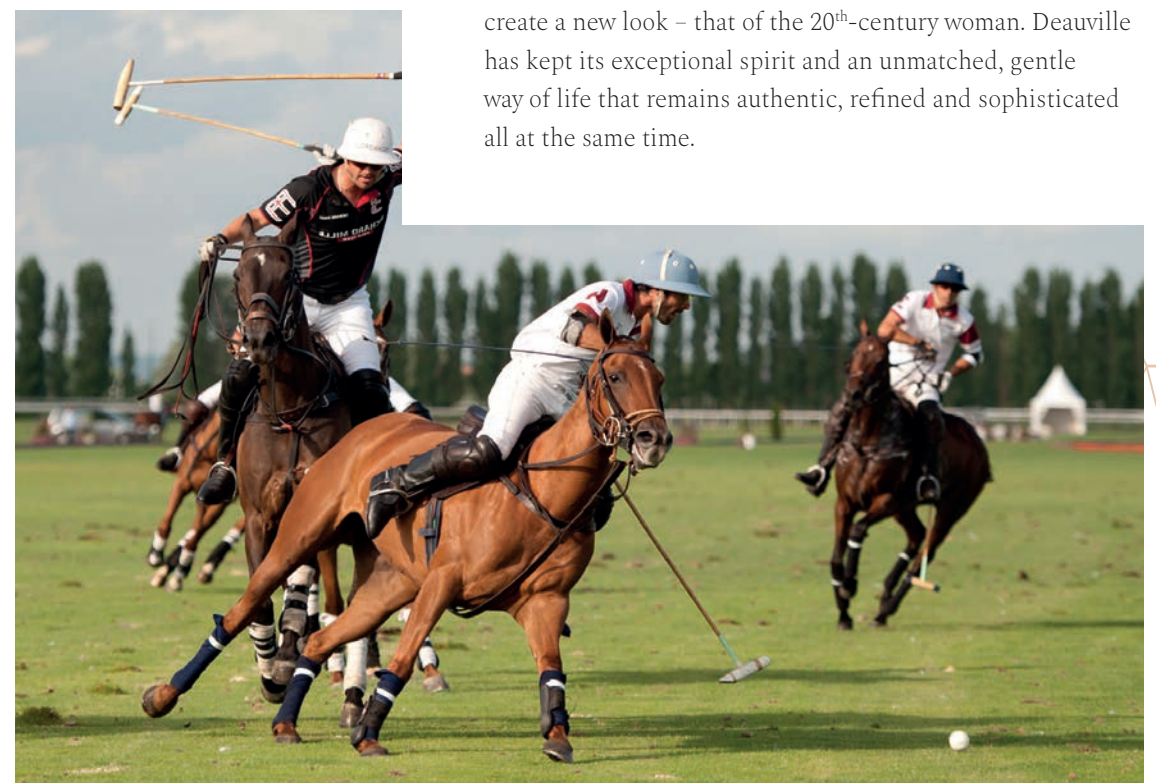 create a new look – that of the 20th-century woman. Deauville
has kept its exceptional spirit and an unmatched, gentle
way of life that remains authentic, refined and sophisticated
all at the same time.